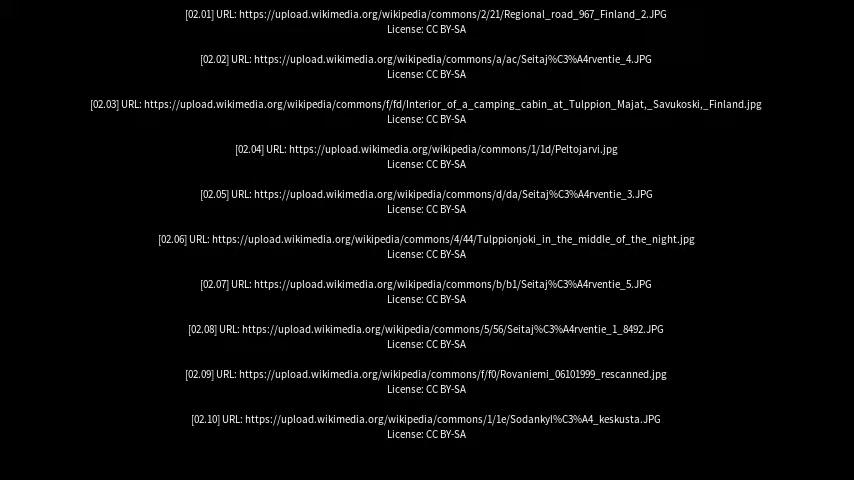 [02.01] URL: https://upload.wikimedia.org/wikipedia/commons/2/21/Regional_road_967_Finland_2.JPG
License: CC BY-SA
[02.02] URL: https://upload.wikimedia.org/wikipedia/commons/a/ac/Seitaj%C3%A4rventie_4.JPG
License: CC BY-SA
[02.03] URL: https://upload.wikimedia.org/wikipedia/commons/f/fd/Interior_of_a_camping_cabin_at_Tulppion_Majat,_Savukoski,_Finland.jpg
License: CC BY-SA
[02.04] URL: https://upload.wikimedia.org/wikipedia/commons/1/1d/Peltojarvi.jpg
License: CC BY-SA
[02.05] URL: https://upload.wikimedia.org/wikipedia/commons/d/da/Seitaj%C3%A4rventie_3.JPG
License: CC BY-SA
[02.06] URL: https://upload.wikimedia.org/wikipedia/commons/4/44/Tulppionjoki_in_the_middle_of_the_night.jpg
License: CC BY-SA
[02.07] URL: https://upload.wikimedia.org/wikipedia/commons/b/b1/Seitaj%C3%A4rventie_5.JPG
License: CC BY-SA
[02.08] URL: https://upload.wikimedia.org/wikipedia/commons/5/56/Seitaj%C3%A4rventie_1_8492.JPG
License: CC BY-SA
[02.09] URL: https://upload.wikimedia.org/wikipedia/commons/f/f0/Rovaniemi_06101999_rescanned.jpg
License: CC BY-SA
[02.10] URL: https://upload.wikimedia.org/wikipedia/commons/1/1e/Sodankyl%C3%A4_keskusta.JPG
License: CC BY-SA